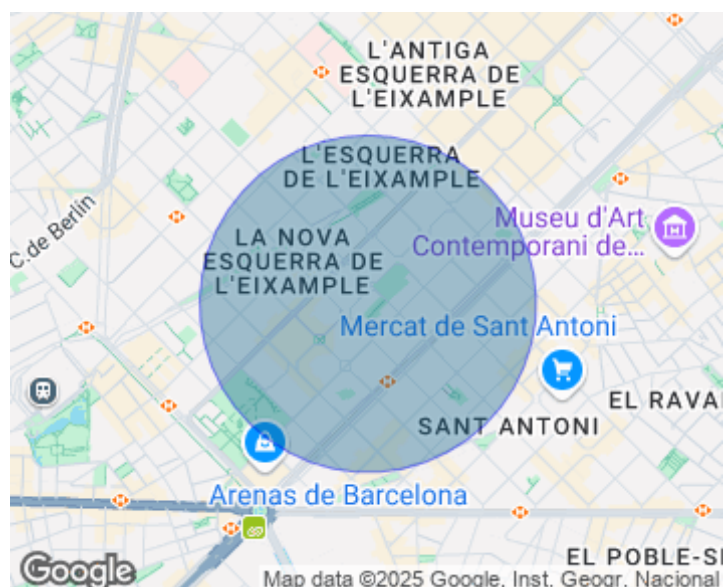 L'ANTIGA
ESQUERRA DE
L'EIXAMPLE
L'ESQUERRA
DE L'EIXAMPLE
C. de Berlín
Museu d'Art
Contemporani de...
LA NOVA
ESQUERRA DE
L'EIXAMPLE
Mercat de Sant Antoni
EL RAVA
SANT ANTONI
Arenas de Barcelona
EL POBLE-S
Google
Map data ©2025 Google, Inst. Geogr. Nacional